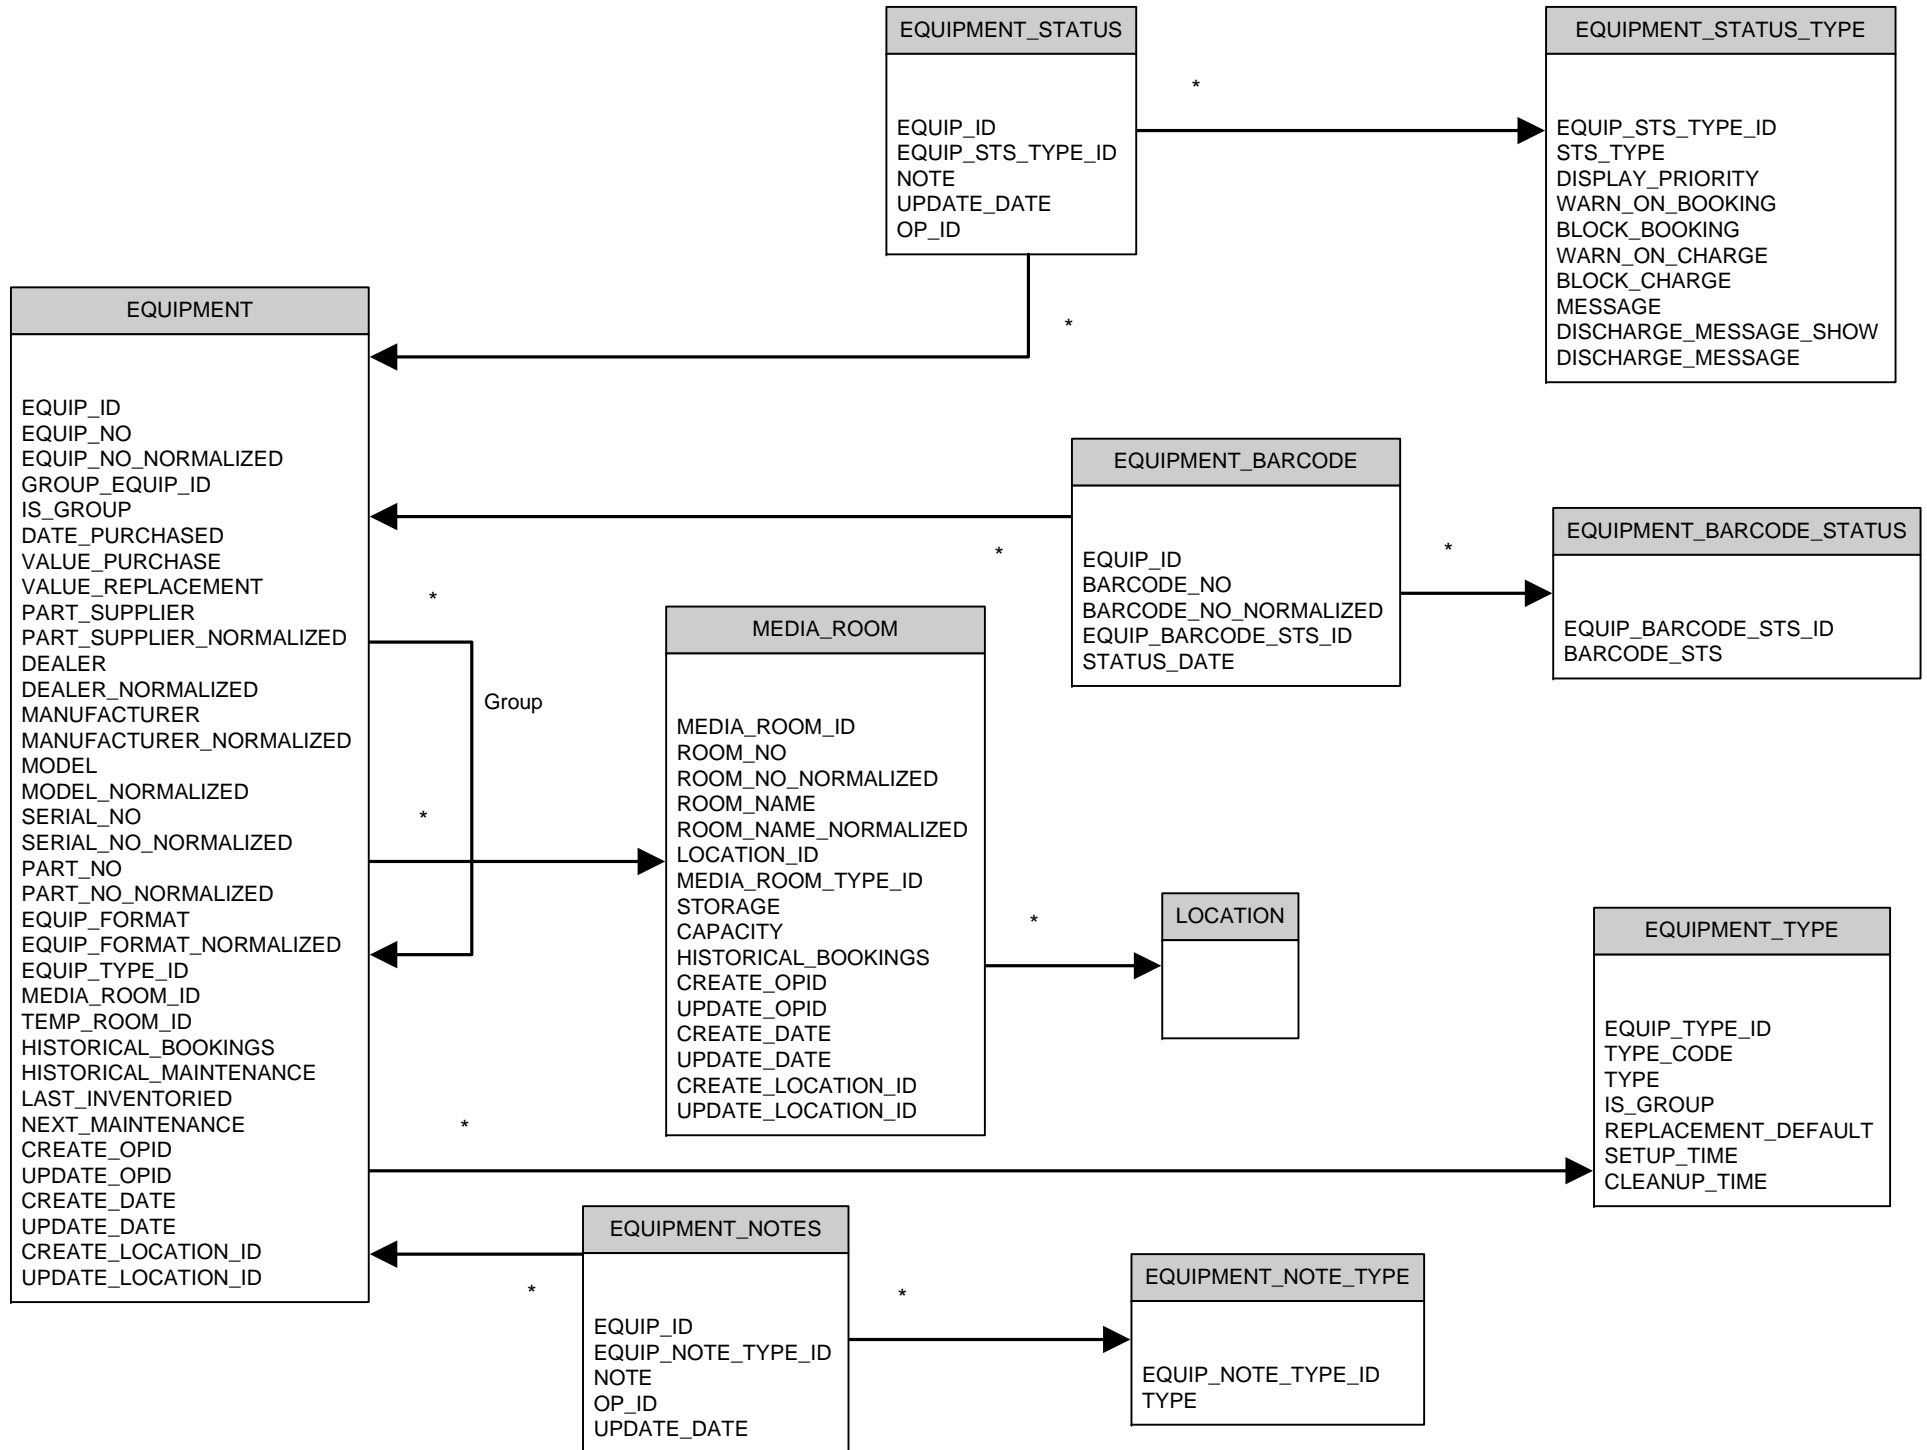 EQUIPMENT_STATUS
EQUIP_ID
EQUIP_STS_TYPE_ID
NOTE
UPDATE_DATE
OP_ID
*
*
EQUIPMENT_STATUS_TYPE
EQUIP_STS_TYPE_ID
STS_TYPE
DISPLAY_PRIORITY
WARN_ON_BOOKING
BLOCK_BOOKING
WARN_ON_CHARGE
BLOCK_CHARGE
MESSAGE
DISCHARGE_MESSAGE_SHOW
DISCHARGE_MESSAGE
EQUIPMENT
EQUIP_ID
EQUIP_NO
EQUIP_NO_NORMALIZED
GROUP_EQUIP_ID
IS_GROUP
DATE_PURCHASED
VALUE_PURCHASE
VALUE_REPLACEMENT
PART_SUPPLIER
PART_SUPPLIER_NORMALIZED
DEALER
DEALER_NORMALIZED
MANUFACTURER
MANUFACTURER_NORMALIZED
MODEL
MODEL_NORMALIZED
SERIAL_NO
SERIAL_NO_NORMALIZED
PART_NO
PART_NO_NORMALIZED
EQUIP_FORMAT
EQUIP_FORMAT_NORMALIZED
EQUIP_TYPE_ID
MEDIA_ROOM_ID
TEMP_ROOM_ID
HISTORICAL_BOOKINGS
HISTORICAL_MAINTENANCE
LAST_INVENTORIED
NEXT_MAINTENANCE
CREATE_OPID
UPDATE_OPID
CREATE_DATE
UPDATE_DATE
CREATE_LOCATION_ID
UPDATE_LOCATION_ID
*
Group
*
*
EQUIPMENT_BARCODE
EQUIP_ID
BARCODE_NO
BARCODE_NO_NORMALIZED
EQUIP_BARCODE_STS_ID
STATUS_DATE
*
*
EQUIPMENT_BARCODE_STATUS
EQUIP_BARCODE_STS_ID
BARCODE_STS
MEDIA_ROOM
MEDIA_ROOM_ID
ROOM_NO
ROOM_NO_NORMALIZED
ROOM_NAME
ROOM_NAME_NORMALIZED
LOCATION_ID
MEDIA_ROOM_TYPE_ID
STORAGE
CAPACITY
HISTORICAL_BOOKINGS
CREATE_OPID
UPDATE_OPID
CREATE_DATE
UPDATE_DATE
CREATE_LOCATION_ID
UPDATE_LOCATION_ID
*
LOCATION
EQUIPMENT_TYPE
EQUIP_TYPE_ID
TYPE_CODE
TYPE
IS_GROUP
REPLACEMENT_DEFAULT
SETUP_TIME
CLEANUP_TIME
EQUIPMENT_NOTES
EQUIP_ID
EQUIP_NOTE_TYPE_ID
NOTE
OP_ID
UPDATE_DATE
*
*
EQUIPMENT_NOTE_TYPE
EQUIP_NOTE_TYPE_ID
TYPE